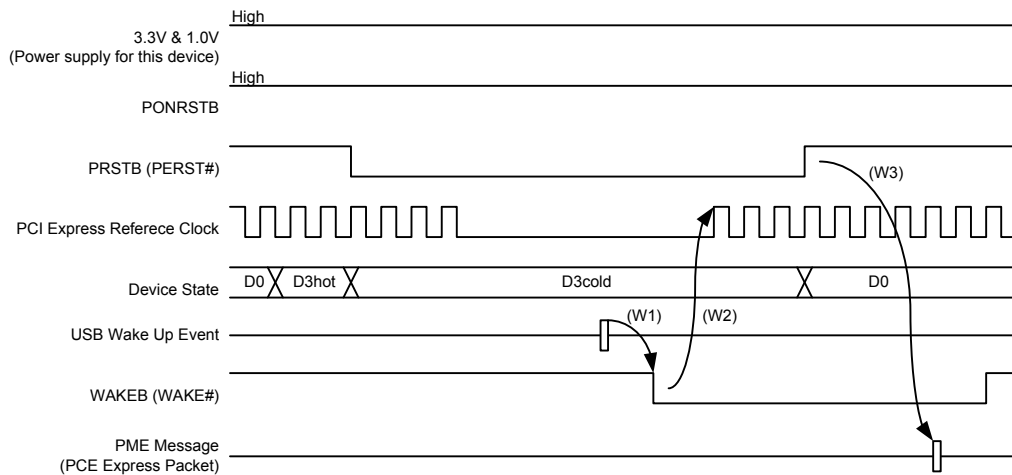 High
3.3V & 1.0V
(Power supply for this device)
High
PONRSTB
PRSTB (PERST#)
(W3)
PCI Express Referece Clock
Device State
D0
D3hot
D3cold
D0
USB Wake Up Event
(W1)
(W2)
WAKEB (WAKE#)
PME Message
(PCE Express Packet)